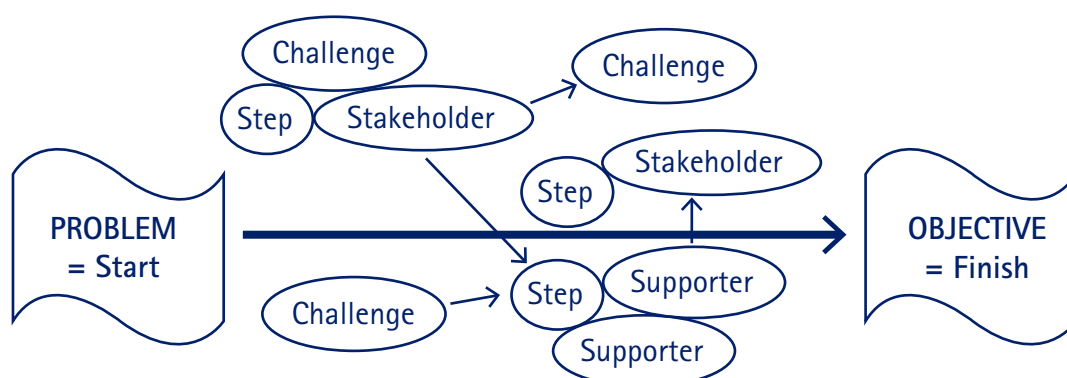 Challenge
Challenge
Step
Stakeholder
Stakeholder
Step
PROBLEM
= Start
OBJECTIVE
= Finish
Step
Supporter
Challenge
Supporter